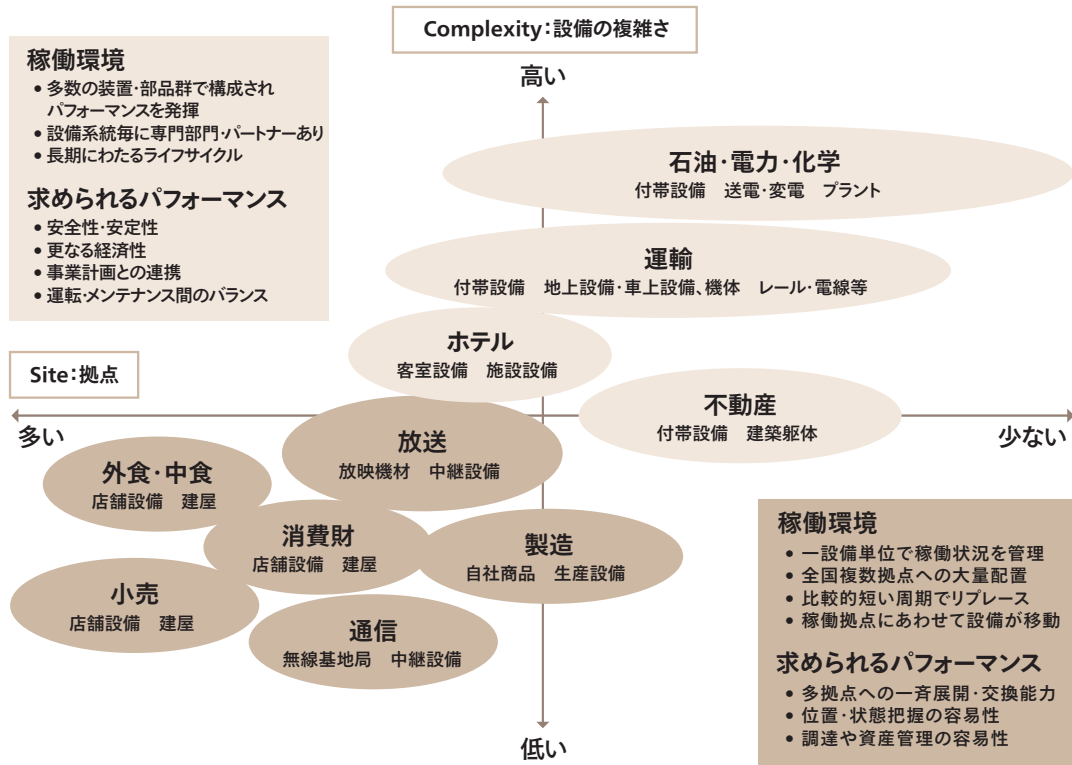 Complexity：設備の複雑さ
高い
稼働環境
• 多数の装置・部品群で構成され
パフォーマンスを発揮
• 設備系統毎に専門部門・パートナーあり
• 長期にわたるライフサイクル
求められるパフォーマンス
• 安全性・安定性
• 更なる経済性
• 事業計画との連携
• 運転・メンテナンス間のバランス
石油・電力・化学
付帯設備　送電・変電　プラント
運輸
付帯設備　地上設備・車上設備、機体　レール・電線等
ホテル
客室設備　施設設備
Site：拠点
多い
少ない
不動産
付帯設備　建築躯体
放送
放映機材　中継設備
外食・中食
店舗設備　建屋
消費財
店舗設備　建屋
製造
自社商品　生産設備
小売
店舗設備　建屋
通信
無線基地局　中継設備
低い
稼働環境
• 一設備単位で稼働状況を管理
• 全国複数拠点への大量配置
• 比較的短い周期でリプレース
• 稼働拠点にあわせて設備が移動
求められるパフォーマンス
• 多拠点への一斉展開・交換能力
• 位置・状態把握の容易性
• 調達や資産管理の容易性